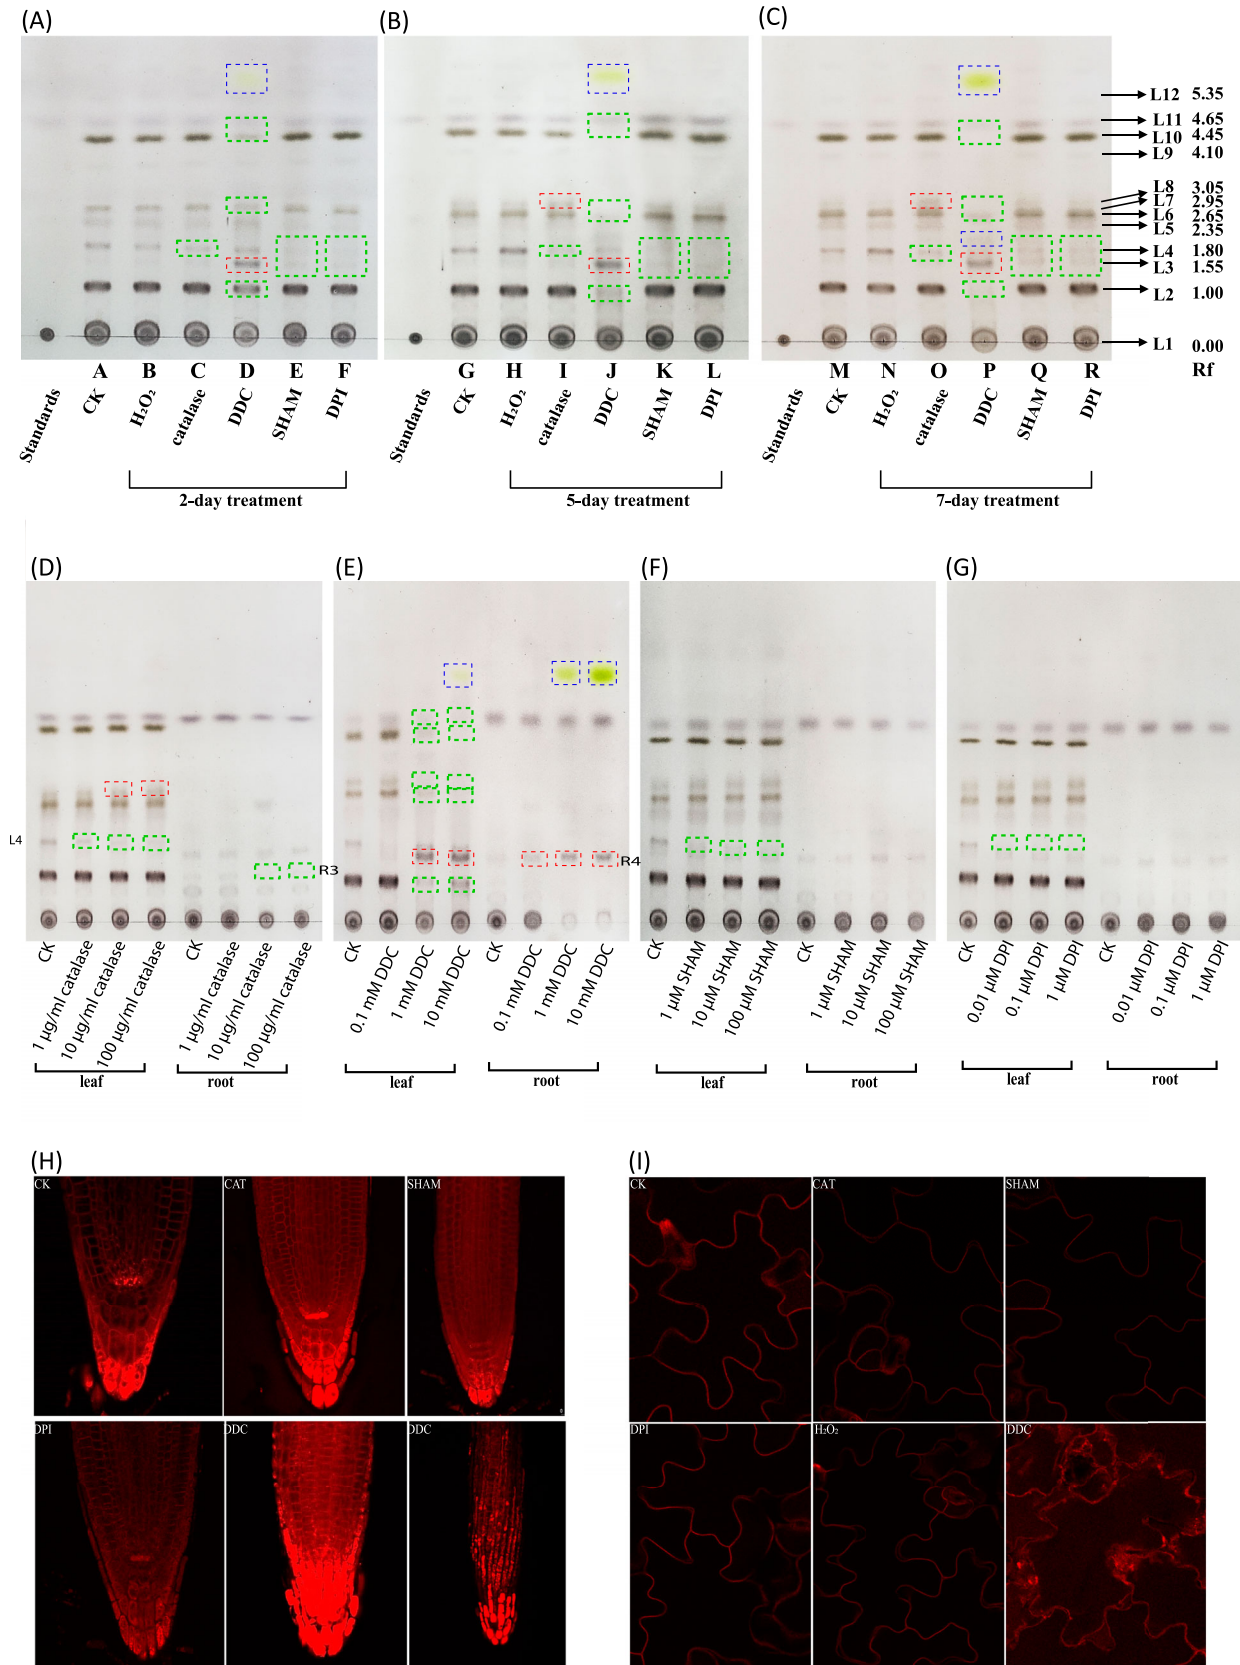 (A) (B) (C)
L12 5.35
L11 4.65
L10 4.45
L9 4.10
L8 3.05
L7 2.95
L6 2.65
L5 2.35
L4 1.80
L3 1.55
L2 1.00
L1 0.00
A B C D E F G H I J K L M N O P Q R Rf
Standards CK H₂O₂ catalase DDC SHAM DPI
Standards CK H₂O₂ catalase DDC SHAM DPI
Standards CK H₂O₂ catalase DDC SHAM DPI
2-day treatment 5-day treatment 7-day treatment
(D) (E) (F) (G)
L4
R3
R4
CK 1 µg/ml catalase 10 µg/ml catalase 100 µg/ml catalase CK 1 µg/ml catalase 10 µg/ml catalase 100 µg/ml catalase
CK 0.1 mM DDC 1 mM DDC 10 mM DDC CK 0.1 mM DDC 1 mM DDC 10 mM DDC
CK 1 µM SHAM 10 µM SHAM 100 µM SHAM CK 1 µM SHAM 10 µM SHAM 100 µM SHAM
CK 0.01 µM DPI 0.1 µM DPI 1 µM DPI CK 0.01 µM DPI 0.1 µM DPI 1 µM DPI
leaf root leaf root leaf root leaf root
(H) (I)
CK CAT SHAM CK CAT SHAM
DPI DDC DDC DPI H₂O₂ DDC